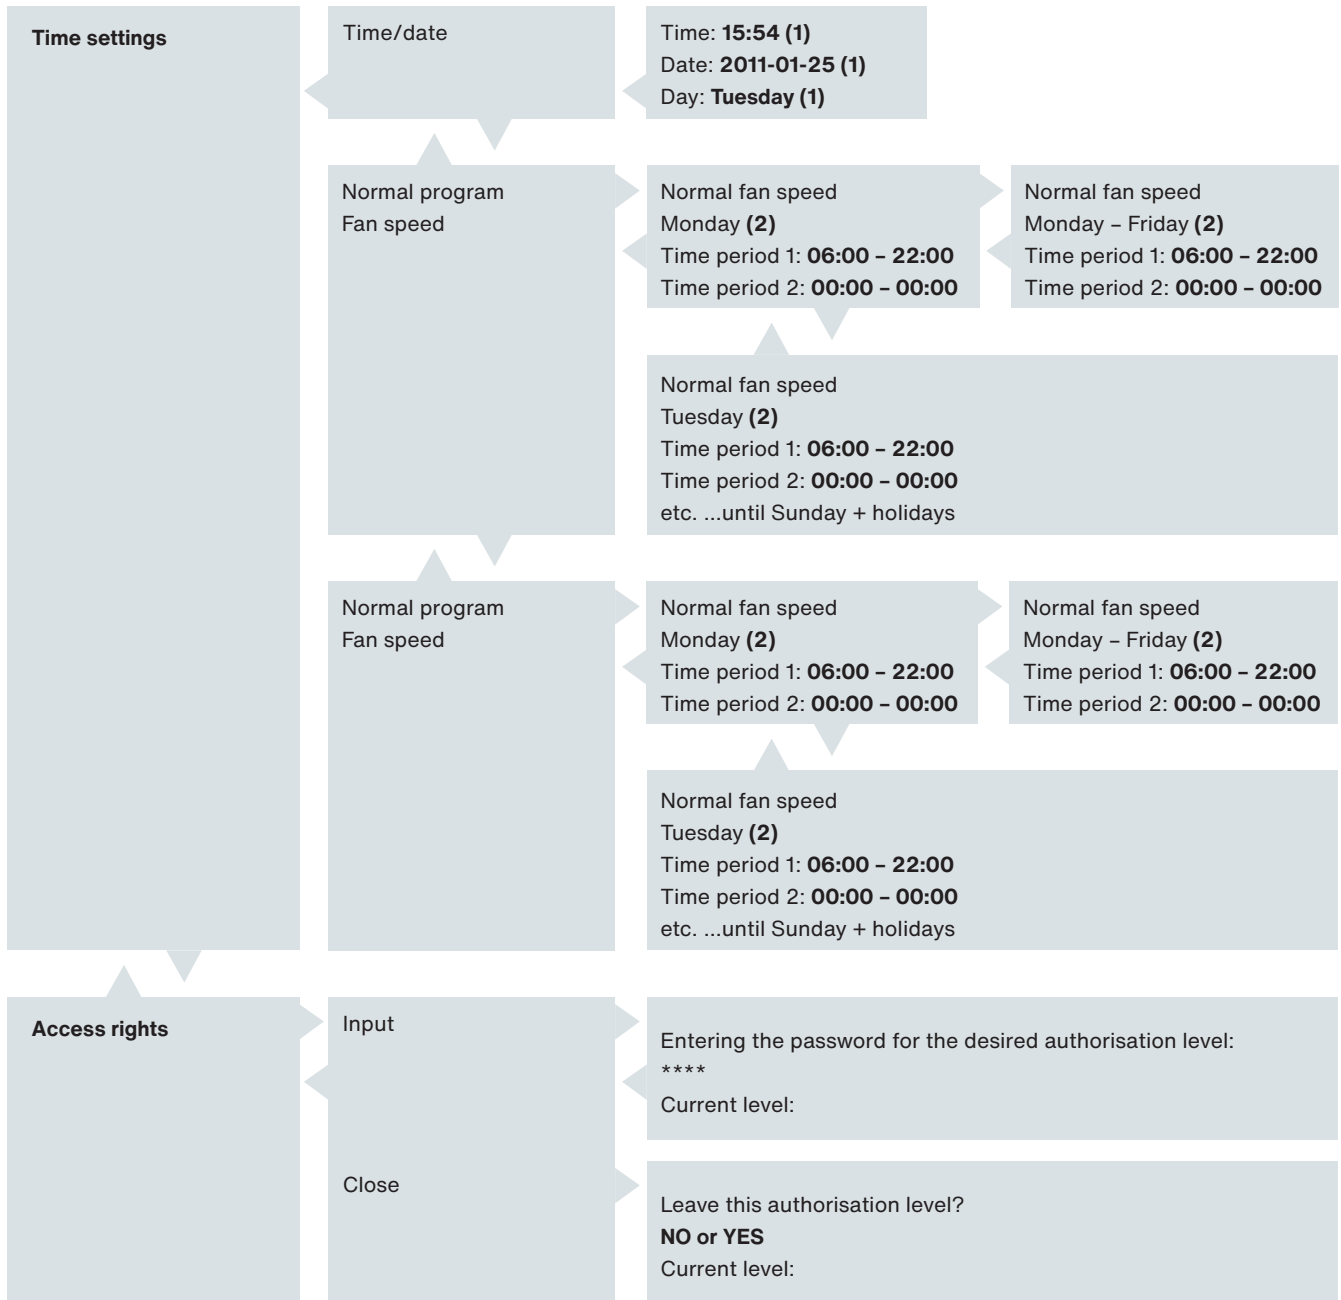 Time settings
Time/date
Time: 15:54 (1)
Date: 2011-01-25 (1)
Day: Tuesday (1)
Normal program
Fan speed
Normal fan speed
Monday (2)
Time period 1: 06:00 – 22:00
Time period 2: 00:00 – 00:00
Normal fan speed
Monday – Friday (2)
Time period 1: 06:00 – 22:00
Time period 2: 00:00 – 00:00
Normal fan speed
Tuesday (2)
Time period 1: 06:00 – 22:00
Time period 2: 00:00 – 00:00
etc. ...until Sunday + holidays
Normal program
Fan speed
Normal fan speed
Monday (2)
Time period 1: 06:00 – 22:00
Time period 2: 00:00 – 00:00
Normal fan speed
Monday – Friday (2)
Time period 1: 06:00 – 22:00
Time period 2: 00:00 – 00:00
Normal fan speed
Tuesday (2)
Time period 1: 06:00 – 22:00
Time period 2: 00:00 – 00:00
etc. ...until Sunday + holidays
Access rights
Input
Entering the password for the desired authorisation level:
****
Current level:
Close
Leave this authorisation level?
NO or YES
Current level: